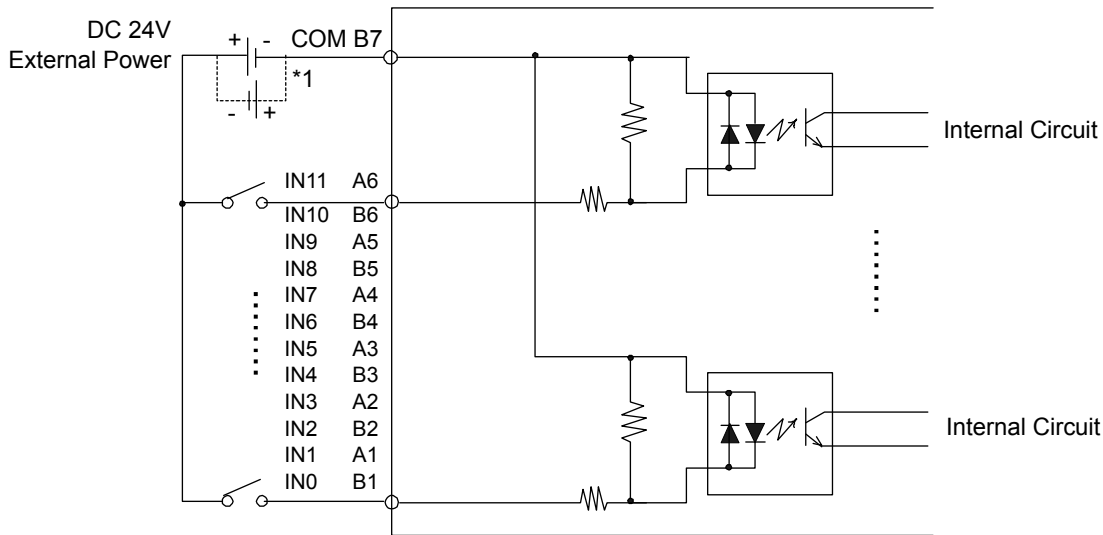 DC 24V
External Power
+ -
COM B7
*1
- +
IN11 A6
IN10 B6
IN9 A5
IN8 B5
IN7 A4
IN6 B4
IN5 A3
IN4 B3
IN3 A2
IN2 B2
IN1 A1
IN0 B1
Internal Circuit
Internal Circuit